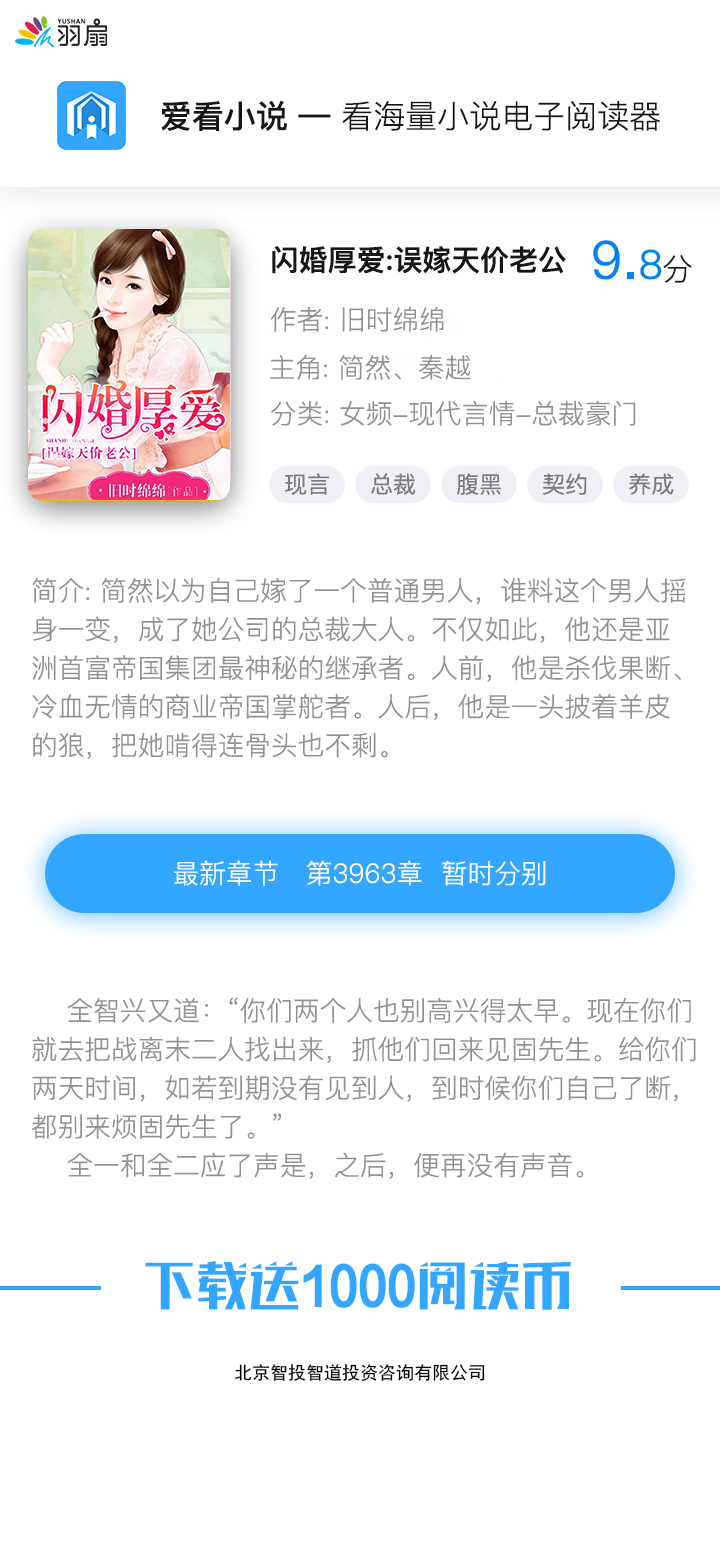 YUSHAN
羽扇
爱看小说 — 看海量小说电子阅读器
闪婚厚爱:误嫁天价老公 9.8分
作者: 旧时绵绵
主角: 简然、秦越
分类: 女频–现代言情–总裁豪门
现言 总裁 腹黑 契约 养成
闪婚厚爱
[误嫁天价老公]
·旧时绵绵[作品]·
简介: 简然以为自己嫁了一个普通男人，谁料这个男人摇
身一变，成了她公司的总裁大人。不仅如此，他还是亚
洲首富帝国集团最神秘的继承者。人前，他是杀伐果断、
冷血无情的商业帝国掌舵者。人后，他是一头披着羊皮
的狼，把她啃得连骨头也不剩。
最新章节 第3963章 暂时分别
全智兴又道：“你们两个人也别高兴得太早。现在你们
就去把战离末二人找出来，抓他们回来见固先生。给你们
两天时间，如若到期没有见到人，到时候你们自己了断，
都别来烦固先生了。”
全一和全二应了声是，之后，便再没有声音。
下载送1000阅读币
北京智投智道投资咨询有限公司